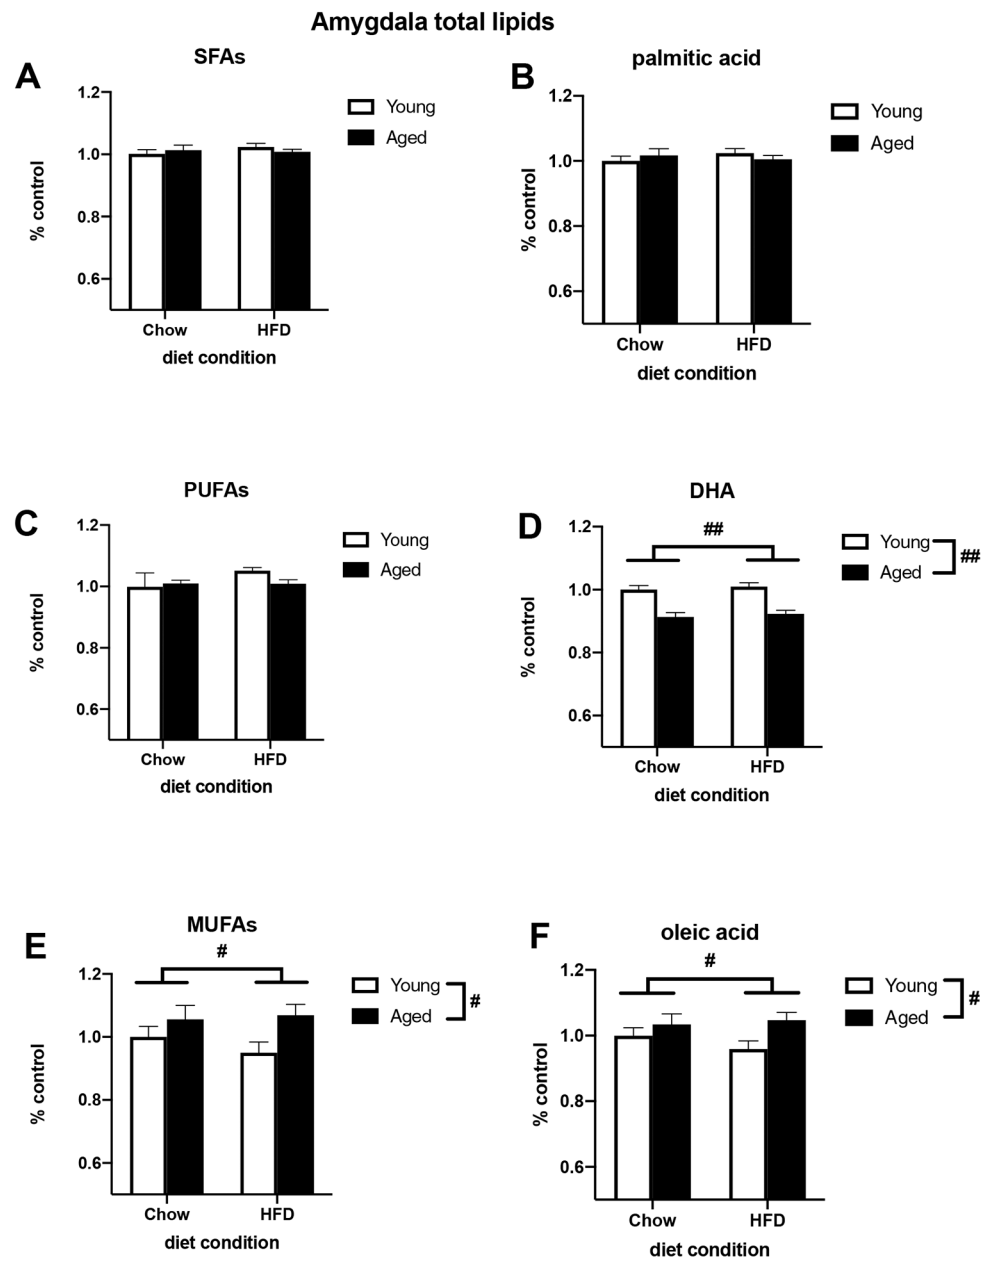 Amygdala total lipids
A
SFAs
1.2
1.0
0.8
0.6
% control
Chow
HFD
diet condition
Young
Aged
B
palmitic acid
1.2
1.0
0.8
0.6
% control
Chow
HFD
diet condition
Young
Aged
C
PUFAs
1.2
1.0
0.8
0.6
% control
Chow
HFD
diet condition
Young
Aged
D
DHA
##
1.2
1.0
0.8
0.6
% control
Chow
HFD
diet condition
Young
Aged
##
E
MUFAs
#
1.2
1.0
0.8
0.6
% control
Chow
HFD
diet condition
Young
Aged
#
F
oleic acid
#
1.2
1.0
0.8
0.6
% control
Chow
HFD
diet condition
Young
Aged
#